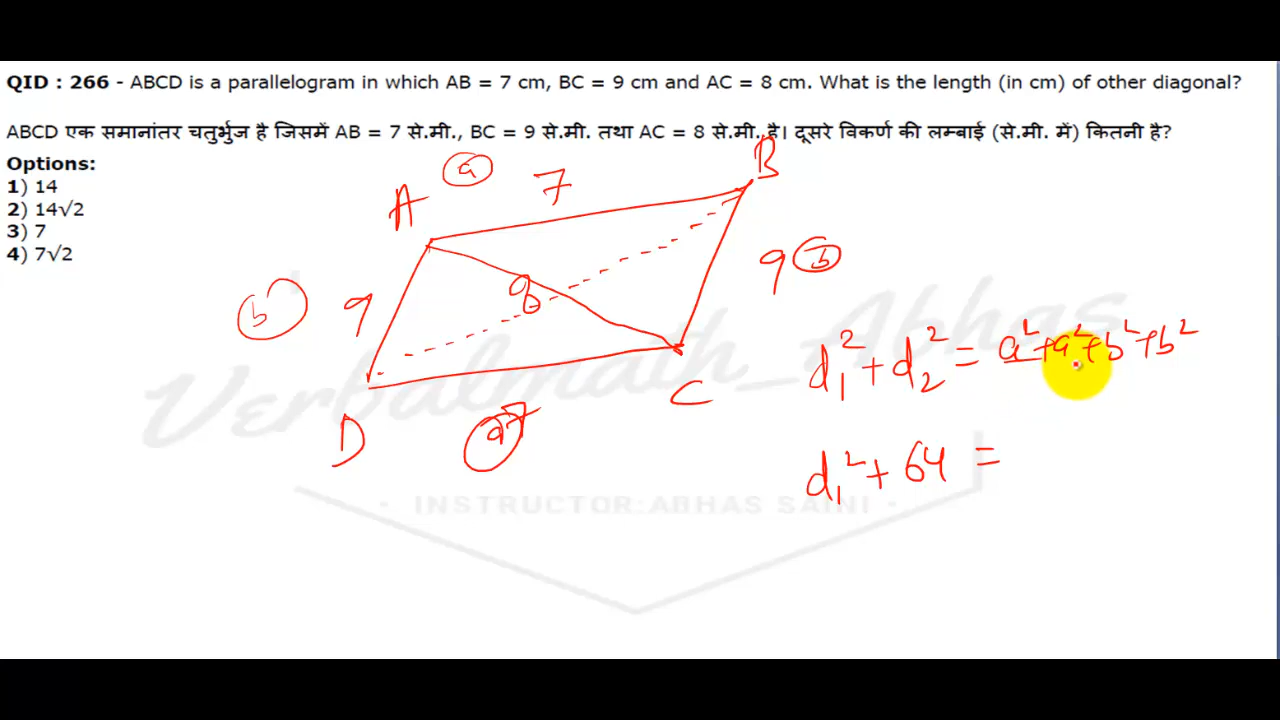 QID : 266 - ABCD is a parallelogram in which AB = 7 cm, BC = 9 cm and AC = 8 cm. What is the length (in cm) of other diagonal?
ABCD एक समानांतर चतुर्भुज है जिसमें AB = 7 से.मी., BC = 9 से.मी. तथा AC = 8 से.मी. है। दूसरे विकर्ण की लम्बाई (से.मी. में) कितनी है?
Options:
1) 14
2) 14√2
3) 7
4) 7√2
A a 7 B
b 9 8 9 b
d₁² + d₂² = a² + a² + b² + b²
D a 7 C
d₁² + 64 =
Verbalmath_Abhas
- INSTRUCTOR:ABHAS SAINI -